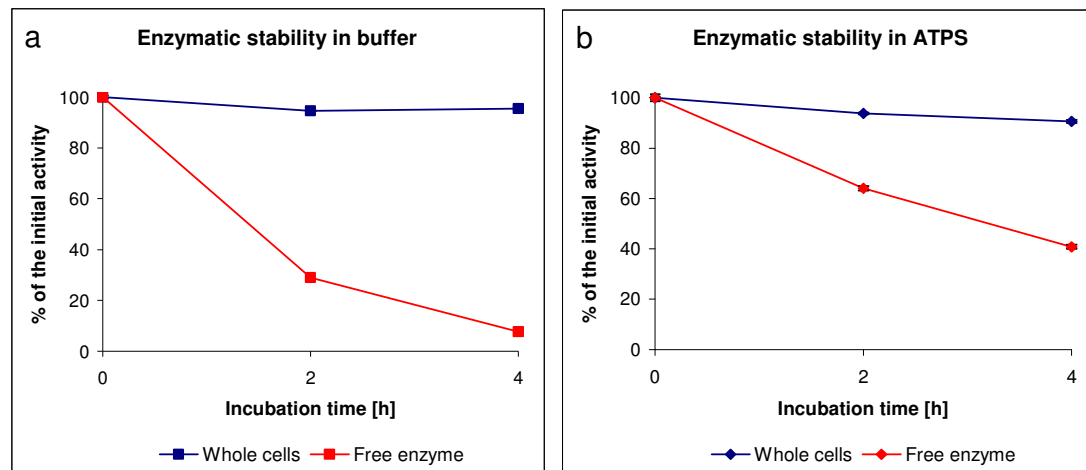 a
Enzymatic stability in buffer
100
80
60
40
20
0
% of the initial activity
0 2 4
Incubation time [h]
Whole cells Free enzyme
b
Enzymatic stability in ATPS
100
80
60
40
20
0
% of the initial activity
0 2 4
Incubation time [h]
Whole cells Free enzyme